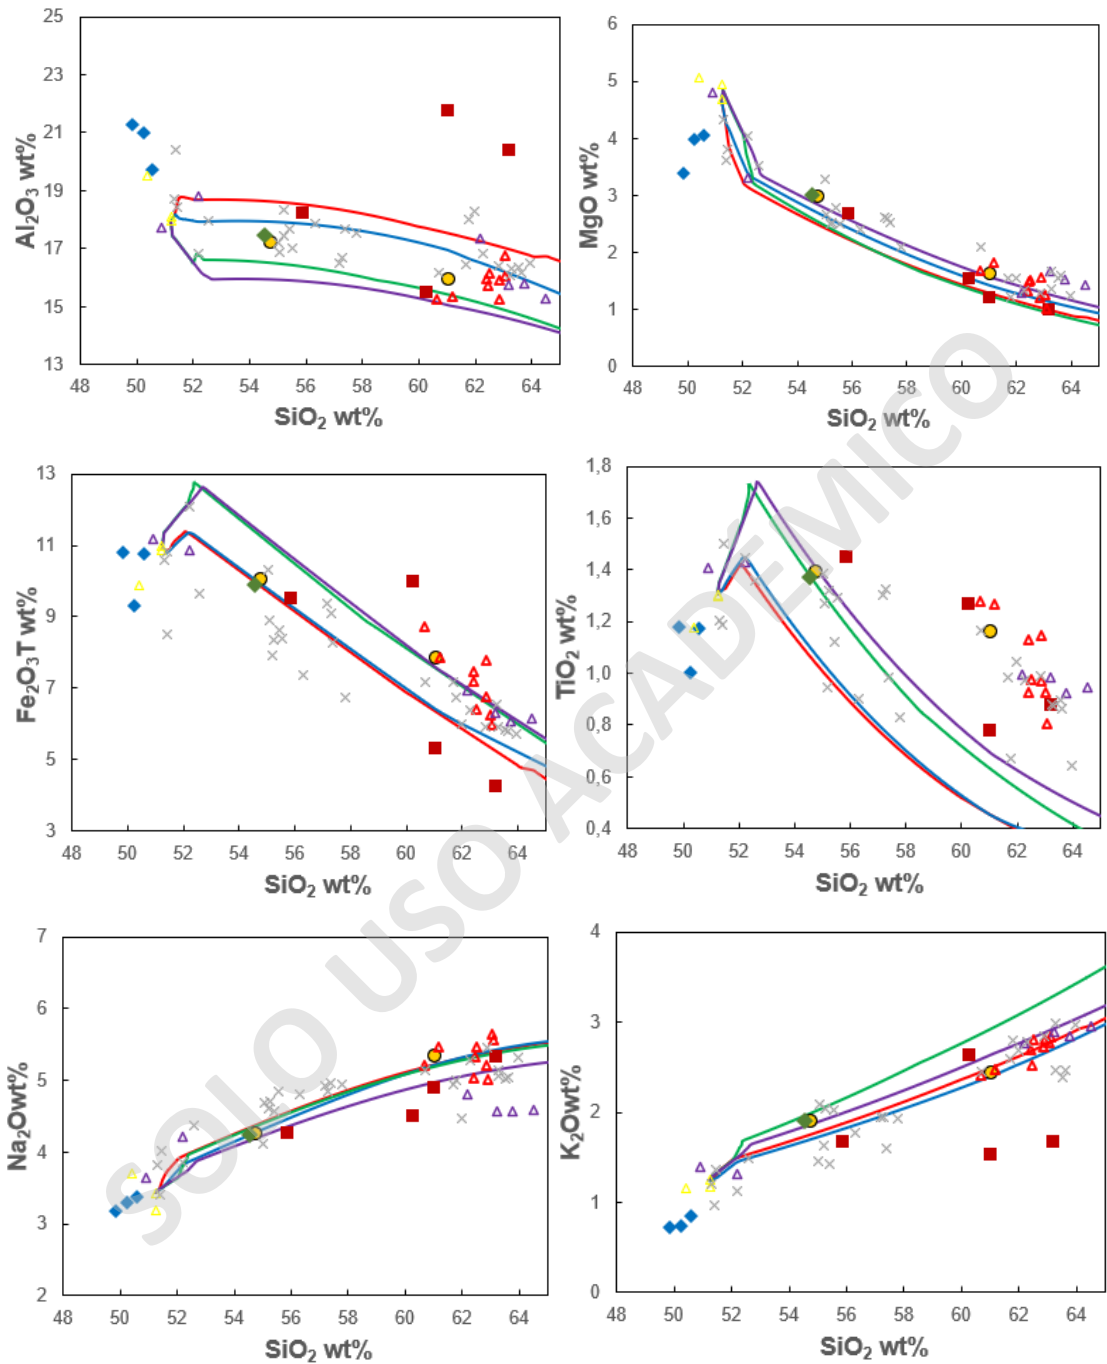 25
23
21
19
17
15
13
Al₂O₃ wt%
48 50 52 54 56 58 60 62 64
SiO₂ wt%
6
5
4
3
2
1
0
MgO wt%
48 50 52 54 56 58 60 62 64
SiO₂ wt%
13
11
9
7
5
3
Fe₂O₃T wt%
48 50 52 54 56 58 60 62 64
SiO₂ wt%
1,8
1,6
1,4
1,2
1,0
0,8
0,6
0,4
TiO₂ wt%
48 50 52 54 56 58 60 62 64
SiO₂ wt%
7
6
5
4
3
2
Na₂Owt%
48 50 52 54 56 58 60 62 64
SiO₂ wt%
4
3
2
1
0
K₂Owt%
48 50 52 54 56 58 60 62 64
SiO₂ wt%
SOLO USO ACADEMICO